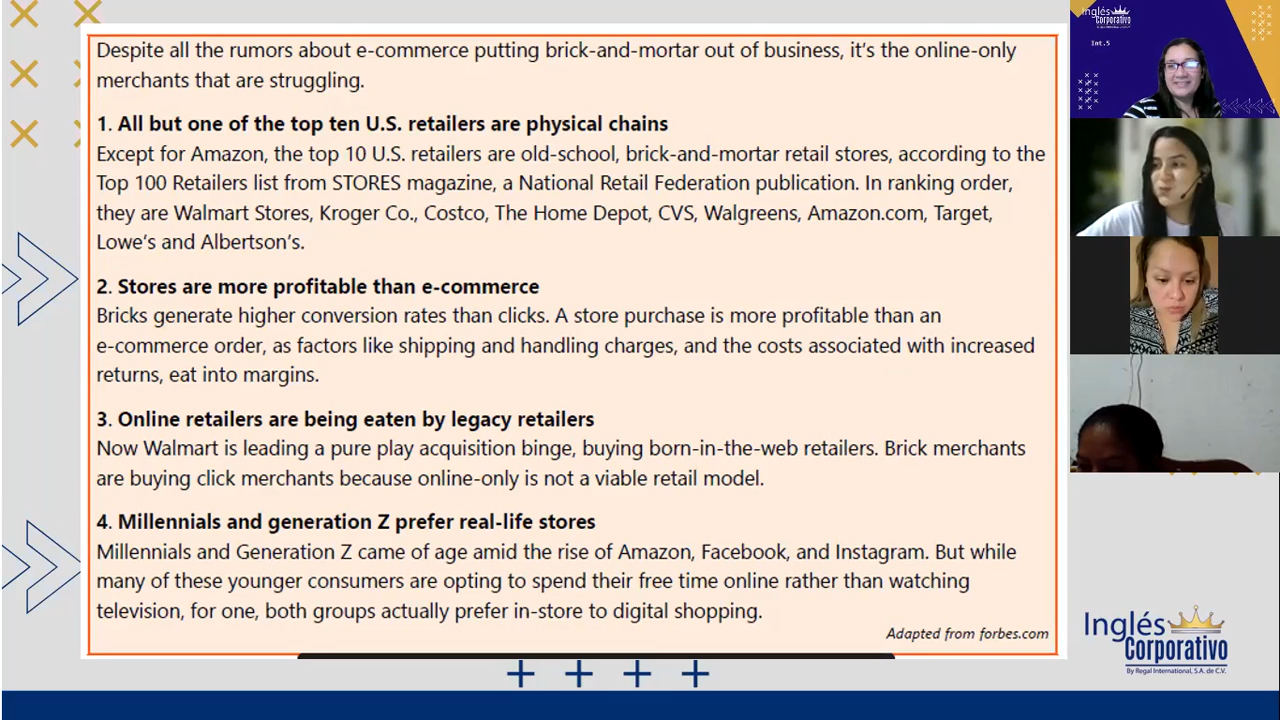 Despite all the rumors about e-commerce putting brick-and-mortar out of business, it's the online-only
merchants that are struggling.
1. All but one of the top ten U.S. retailers are physical chains
Except for Amazon, the top 10 U.S. retailers are old-school, brick-and-mortar retail stores, according to the
Top 100 Retailers list from STORES magazine, a National Retail Federation publication. In ranking order,
they are Walmart Stores, Kroger Co., Costco, The Home Depot, CVS, Walgreens, Amazon.com, Target,
Lowe's and Albertson's.
2. Stores are more profitable than e-commerce
Bricks generate higher conversion rates than clicks. A store purchase is more profitable than an
e-commerce order, as factors like shipping and handling charges, and the costs associated with increased
returns, eat into margins.
3. Online retailers are being eaten by legacy retailers
Now Walmart is leading a pure play acquisition binge, buying born-in-the-web retailers. Brick merchants
are buying click merchants because online-only is not a viable retail model.
4. Millennials and generation Z prefer real-life stores
Millennials and Generation Z came of age amid the rise of Amazon, Facebook, and Instagram. But while
many of these younger consumers are opting to spend their free time online rather than watching
television, for one, both groups actually prefer in-store to digital shopping.
Adapted from forbes.com
Inglés
Corporativo
Int.5
Inglés
Corporativo
By Regal International, S.A. de C.V.